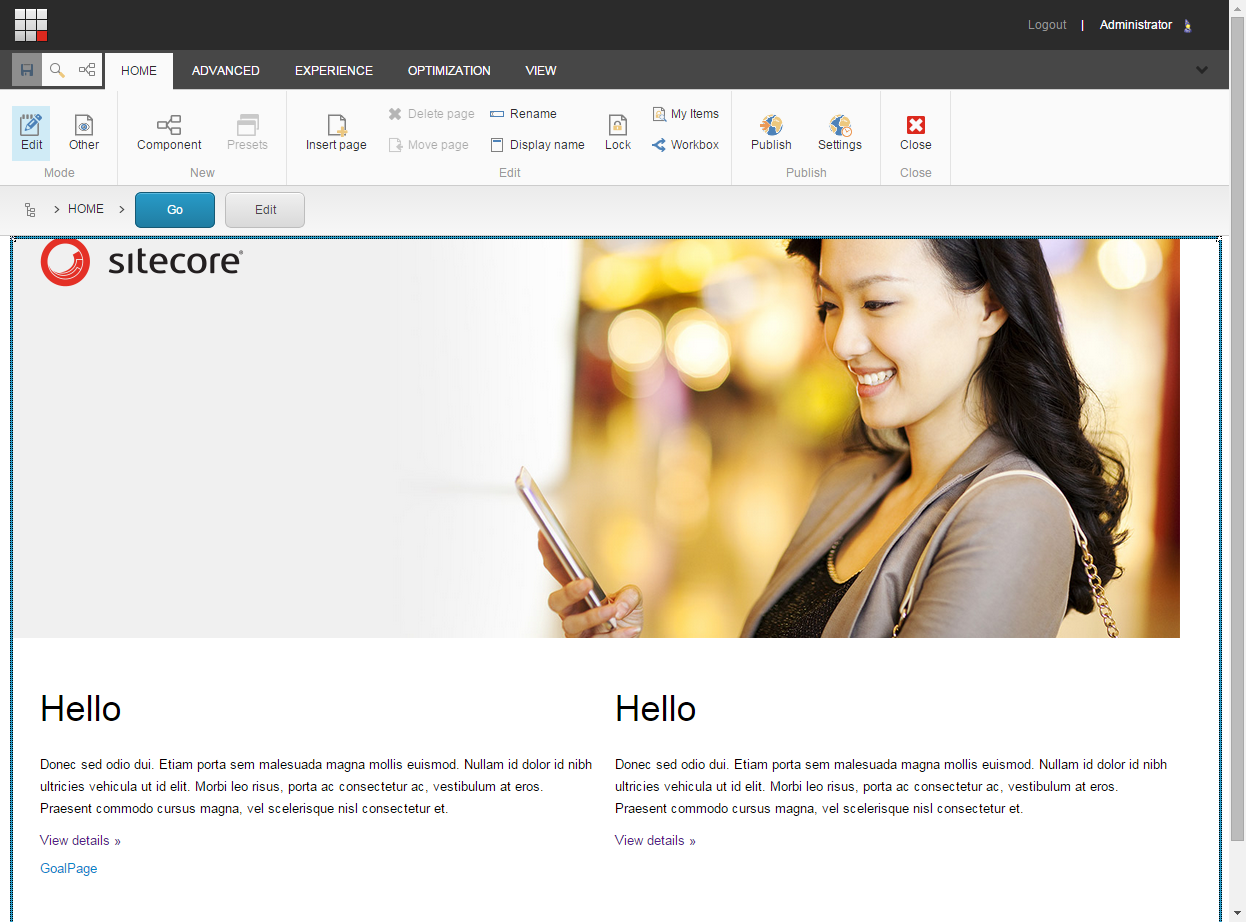 Logout | Administrator
HOME ADVANCED EXPERIENCE OPTIMIZATION VIEW
Delete page Rename My Items
Edit Other Component Presets Insert page Move page Display name Lock Workbox Publish Settings Close
Mode New Edit Publish Close
HOME Go Edit
sitecore
Hello
Donec sed odio dui. Etiam porta sem malesuada magna mollis euismod. Nullam id dolor id nibh
ultricies vehicula ut id elit. Morbi leo risus, porta ac consectetur ac, vestibulum at eros.
Praesent commodo cursus magna, vel scelerisque nisl consectetur et.
View details »
GoalPage
Hello
Donec sed odio dui. Etiam porta sem malesuada magna mollis euismod. Nullam id dolor id nibh
ultricies vehicula ut id elit. Morbi leo risus, porta ac consectetur ac, vestibulum at eros.
Praesent commodo cursus magna, vel scelerisque nisl consectetur et.
View details »